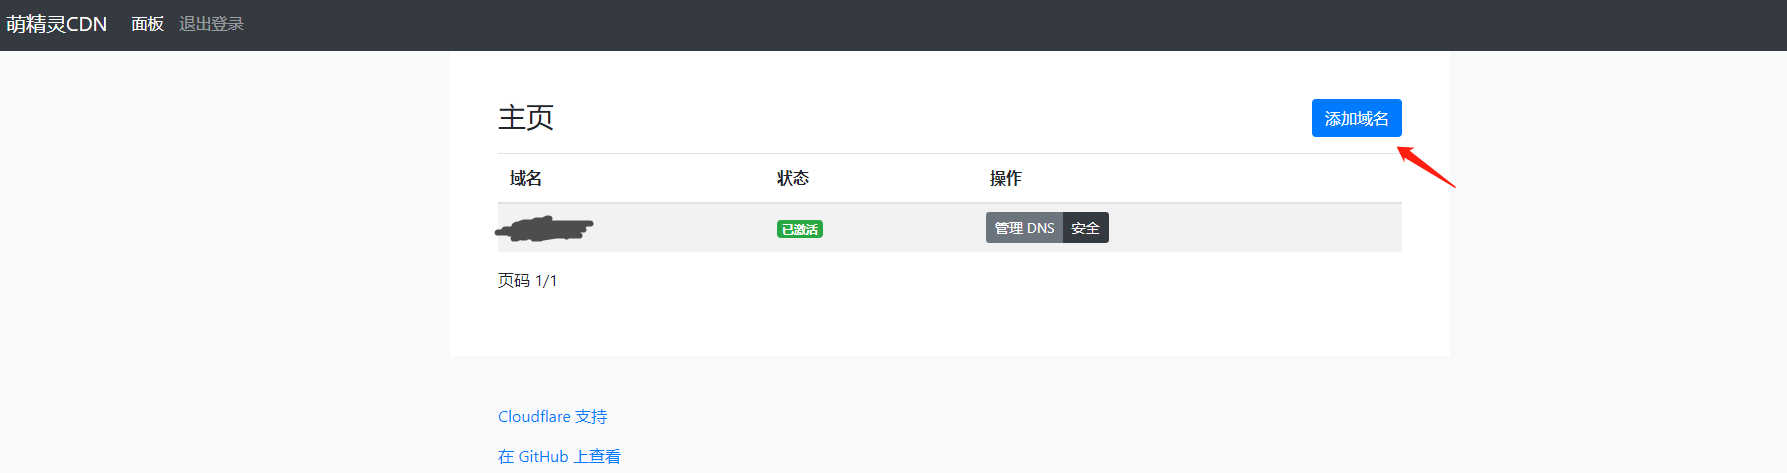 萌精灵CDN 面板 退出登录
主页 添加域名
域名 状态 操作
已激活 管理 DNS 安全
页码 1/1
Cloudflare 支持
在 GitHub 上查看